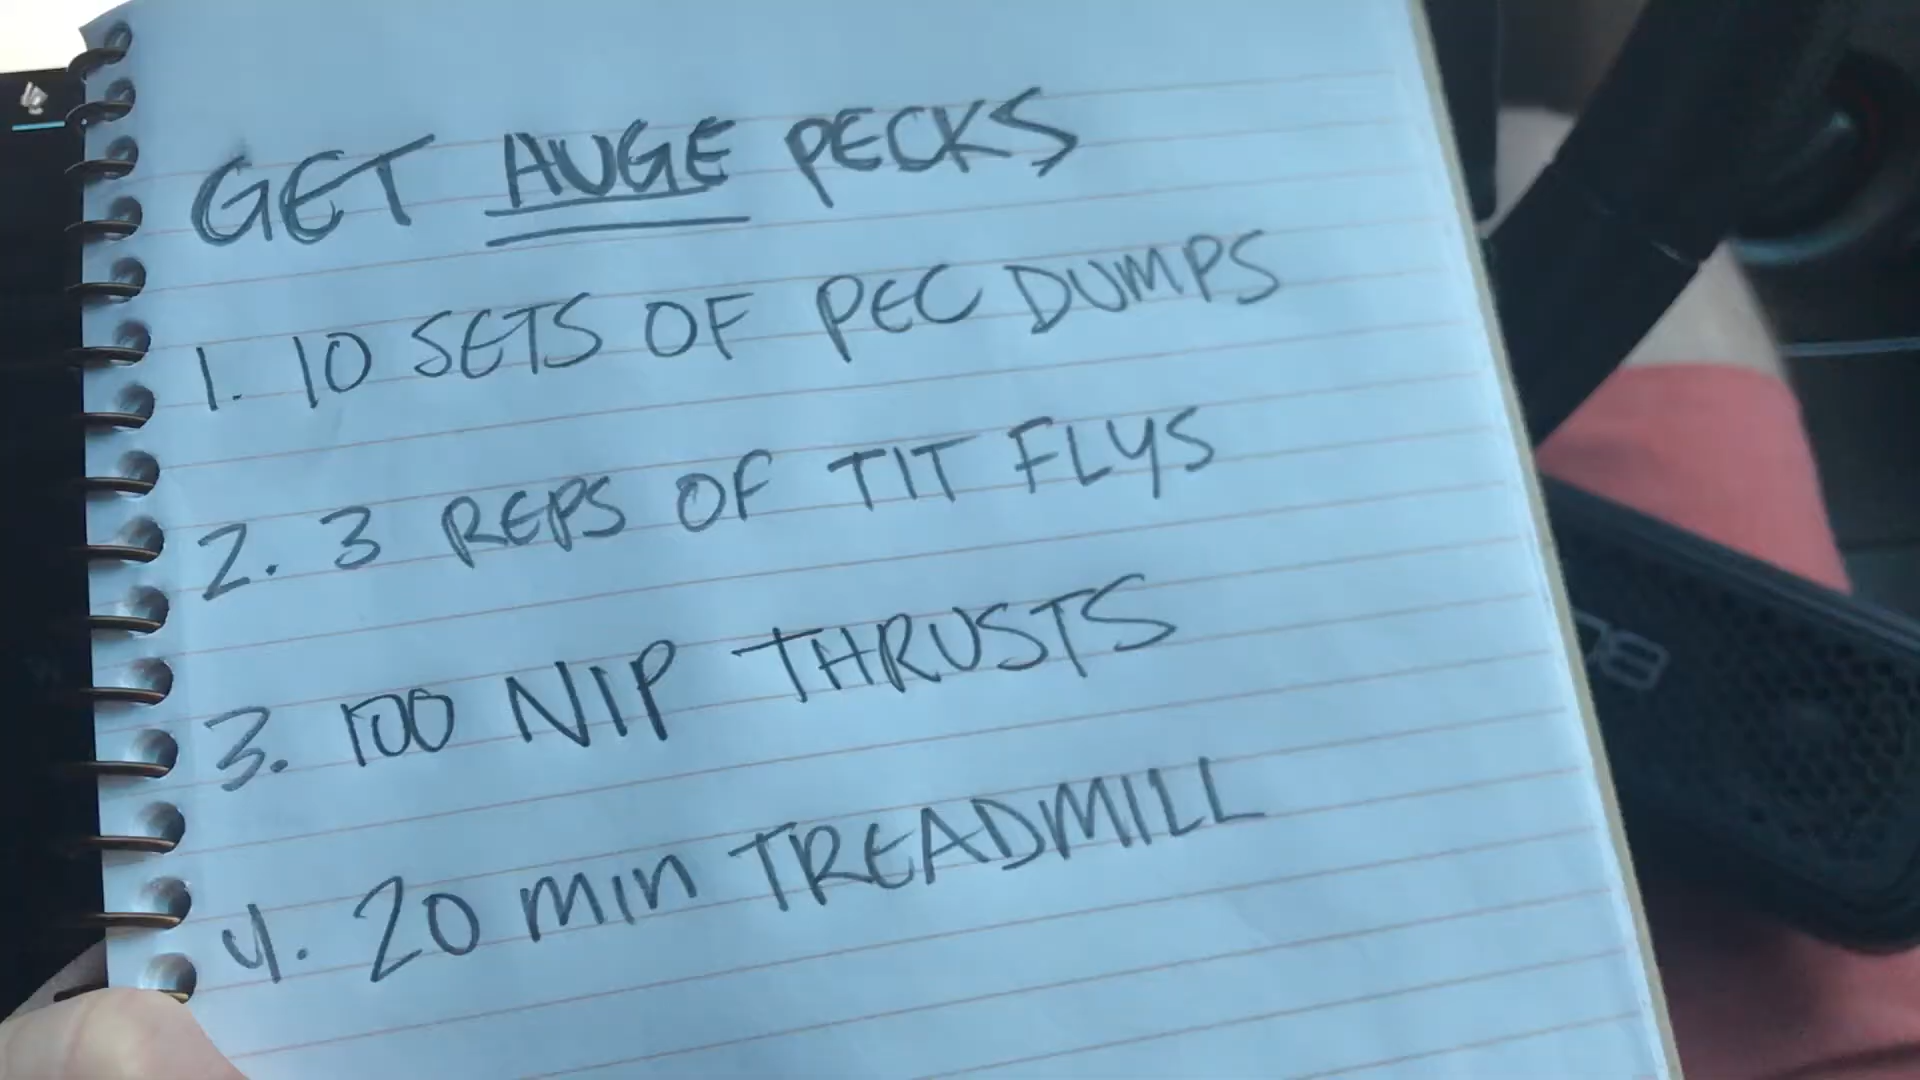 GET HUGE PECKS
1. 10 SETS OF PEC DUMPS
2. 3 REPS OF TIT FLYS
3. 100 NIP THRUSTS
4. 20 min TREADMILL